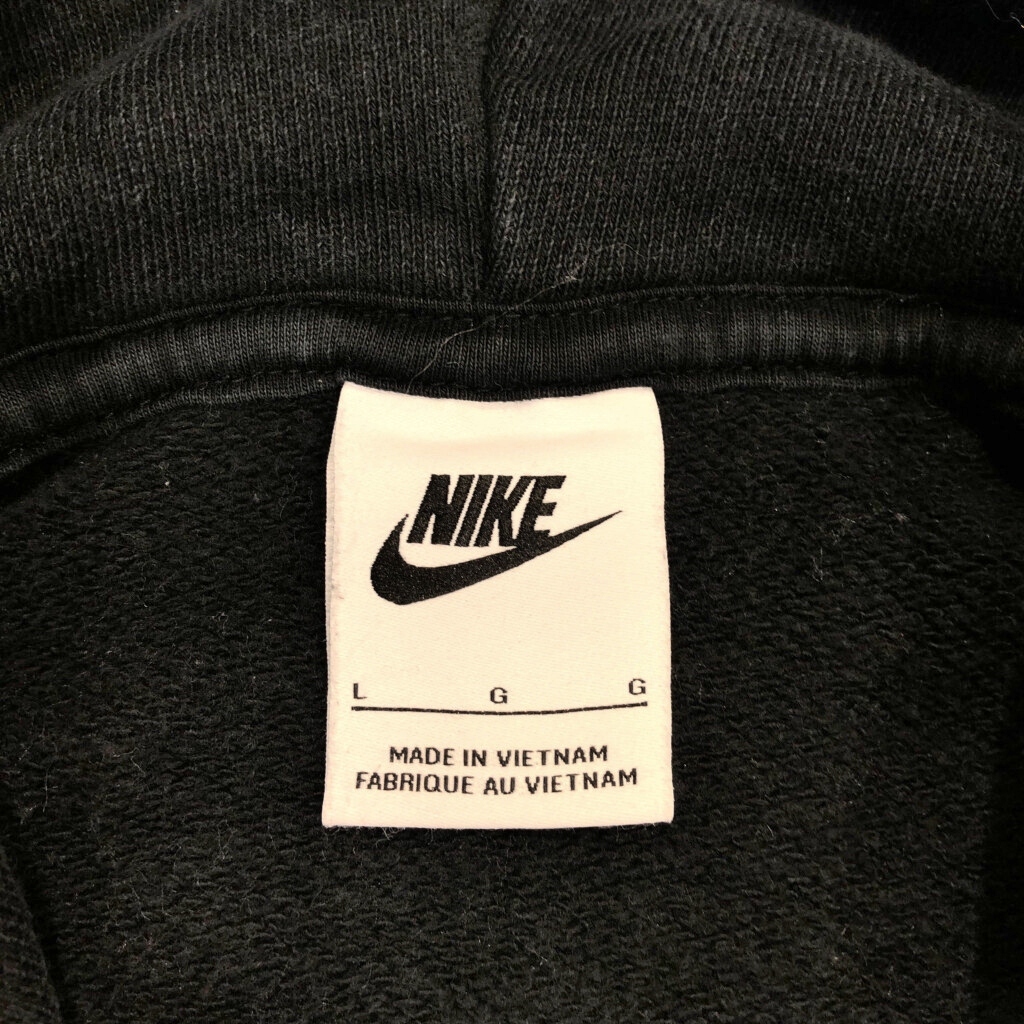 NIKE
L G G
MADE IN VIETNAM
FABRIQUE AU VIETNAM